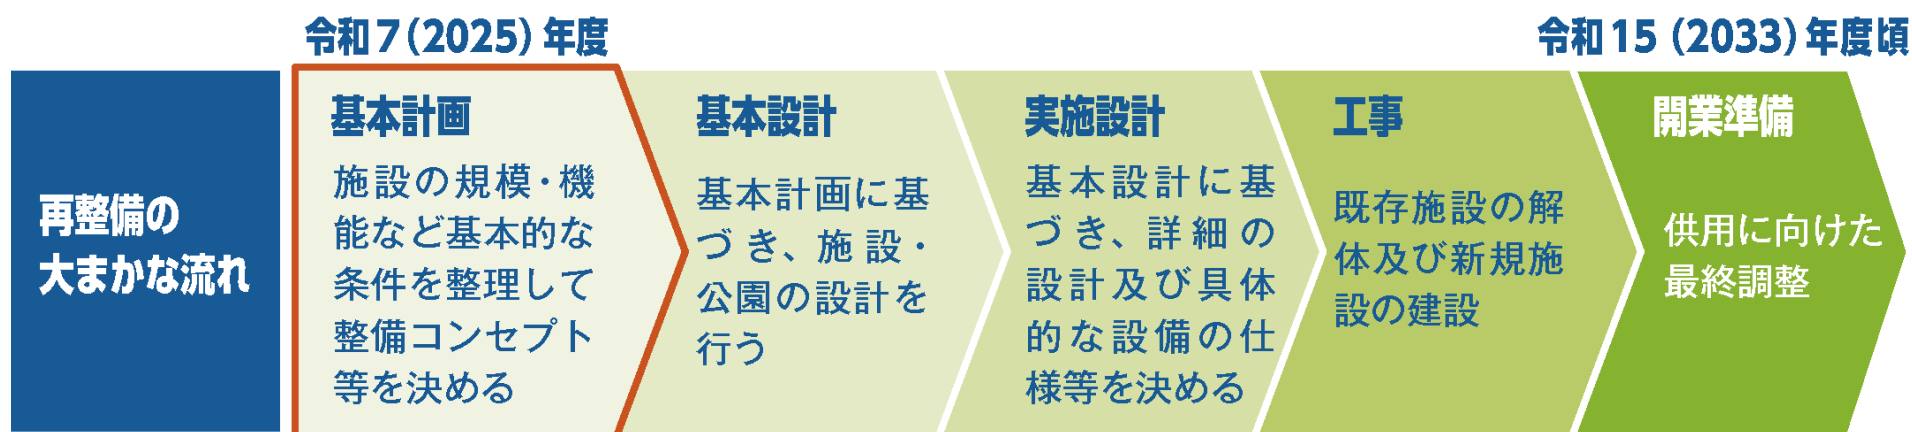 令和7(2025)年度
令和15(2033)年度頃
再整備の
大まかな流れ
基本計画
施設の規模・機
能など基本的な
条件を整理して
整備コンセプト
等を決める
基本設計
基本計画に基
づき、施設・
公園の設計を
行う
実施設計
基本設計に基
づき、詳細の
設計及び具体
的な設備の仕
様等を決める
工事
既存施設の解
体及び新規施
設の建設
開業準備
供用に向けた
最終調整